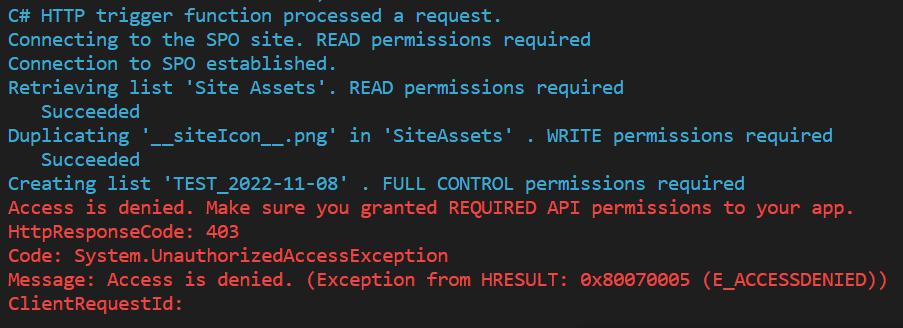 C# HTTP trigger function processed a request.
Connecting to the SPO site. READ permissions required
Connection to SPO established.
Retrieving list 'Site Assets'. READ permissions required
Succeeded
Duplicating '__siteIcon__.png' in 'SiteAssets' . WRITE permissions required
Succeeded
Creating list 'TEST_2022-11-08' . FULL CONTROL permissions required
Access is denied. Make sure you granted REQUIRED API permissions to your app.
HttpResponseCode: 403
Code: System.UnauthorizedAccessException
Message: Access is denied. (Exception from HRESULT: 0x80070005 (E_ACCESSDENIED))
ClientRequestId: